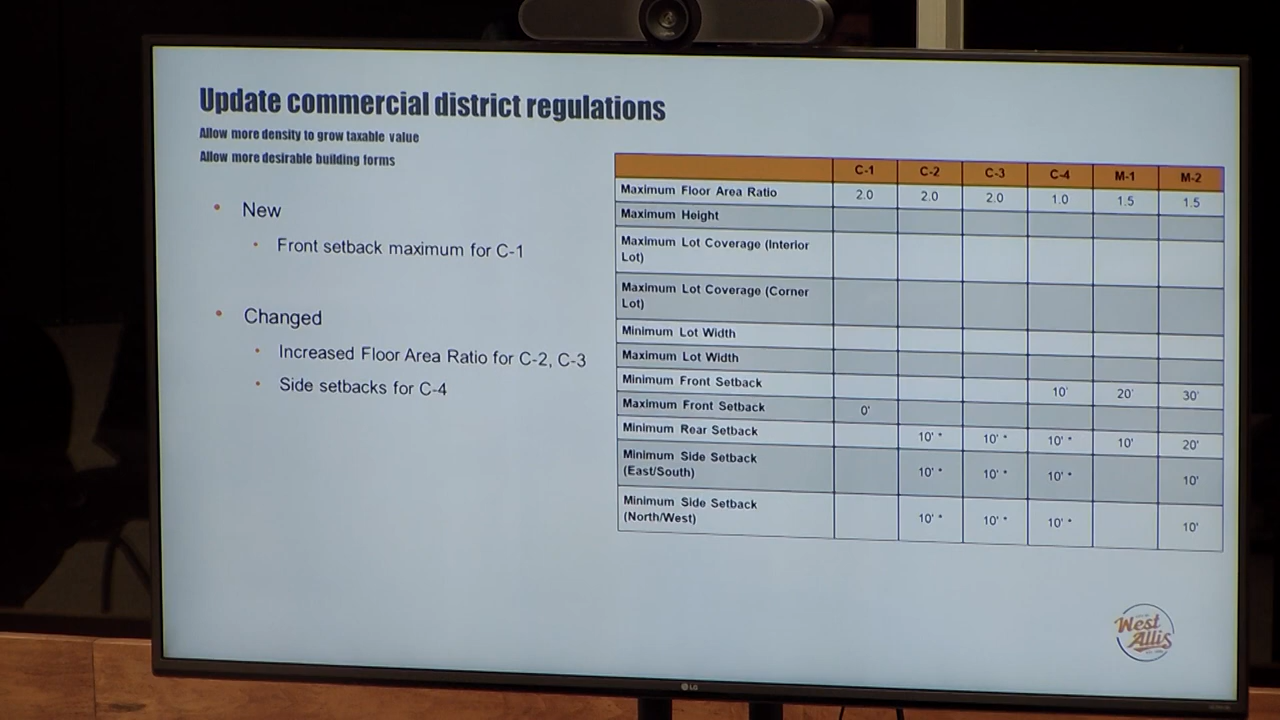 Update commercial district regulations
Allow more density to grow taxable value
Allow more desirable building forms
• New
• Front setback maximum for C-1
• Changed
• Increased Floor Area Ratio for C-2, C-3
• Side setbacks for C-4
C-1 C-2 C-3 C-4 M-1 M-2
Maximum Floor Area Ratio 2.0 2.0 2.0 1.0 1.5 1.5
Maximum Height
Maximum Lot Coverage (Interior
Lot)
Maximum Lot Coverage (Corner
Lot)
Minimum Lot Width
Maximum Lot Width
Minimum Front Setback 10' 20' 30'
Maximum Front Setback 0'
Minimum Rear Setback 10' * 10' * 10' * 10' 20'
Minimum Side Setback
(East/South) 10' * 10' * 10' * 10'
Minimum Side Setback
(North/West) 10' * 10' * 10' * 10'
West
Allis
LG